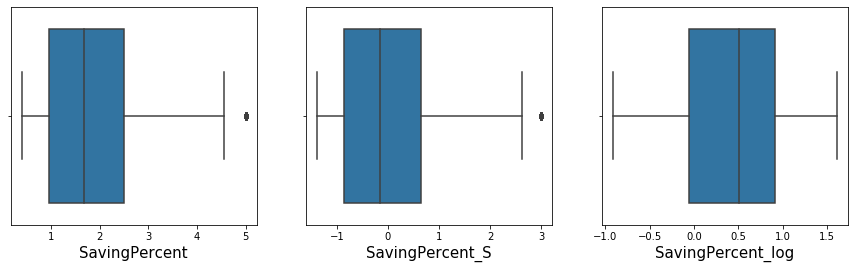 1 2 3 4 5
SavingPercent
−1 0 1 2 3
SavingPercent_S
−1.0 −0.5 0.0 0.5 1.0 1.5
SavingPercent_log